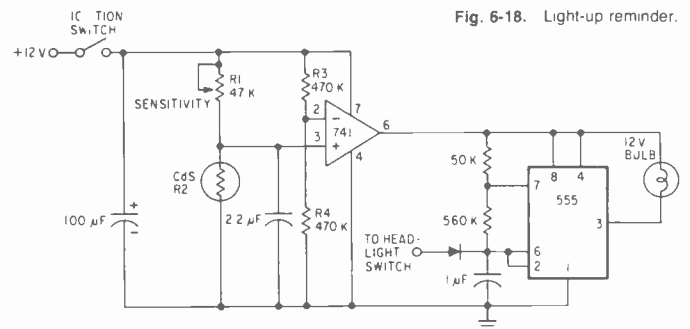 Fig. 6-18. Light-up reminder.
IC TION
SWITCH
+12 V
R1
47 K
SENSITIVITY
R3
470 K
2
3
741
7
6
4
CdS
R2
100 µF
+
−
2.2 µF
R4
470 K
50 K
560 K
TO HEAD-
LIGHT
SWITCH
1 µF
8
4
7
555
3
6
2
1
12 V
BULB